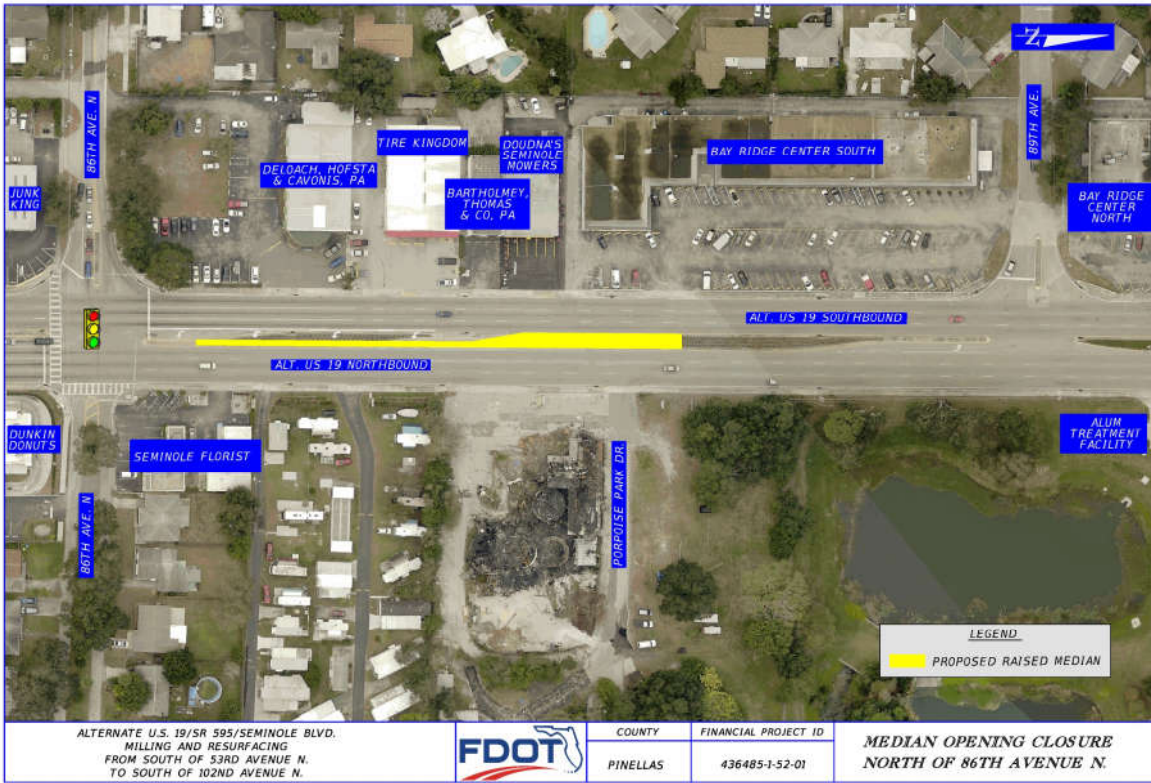 Z
86TH AVE. N
JUNK
KING
DELOACH, HOFSTA
& CAVONIS, PA
TIRE KINGDOM
BARTHOLMEY,
THOMAS
& CO, PA
DOUDNA'S
SEMINOLE
MOWERS
BAY RIDGE CENTER SOUTH
89TH AVE.
BAY RIDGE
CENTER
NORTH
ALT. US 19 SOUTHBOUND
ALT. US 19 NORTHBOUND
DUNKIN
DONUTS
SEMINOLE FLORIST
86TH AVE. N
PORPOISE PARK DR.
ALUM
TREATMENT
FACILITY
LEGEND
PROPOSED RAISED MEDIAN
ALTERNATE U.S. 19/SR 595/SEMINOLE BLVD.
MILLING AND RESURFACING
FROM SOUTH OF 53RD AVENUE N.
TO SOUTH OF 102ND AVENUE N.
FDOT
COUNTY
PINELLAS
FINANCIAL PROJECT ID
436485-1-52-01
MEDIAN OPENING CLOSURE
NORTH OF 86TH AVENUE N.